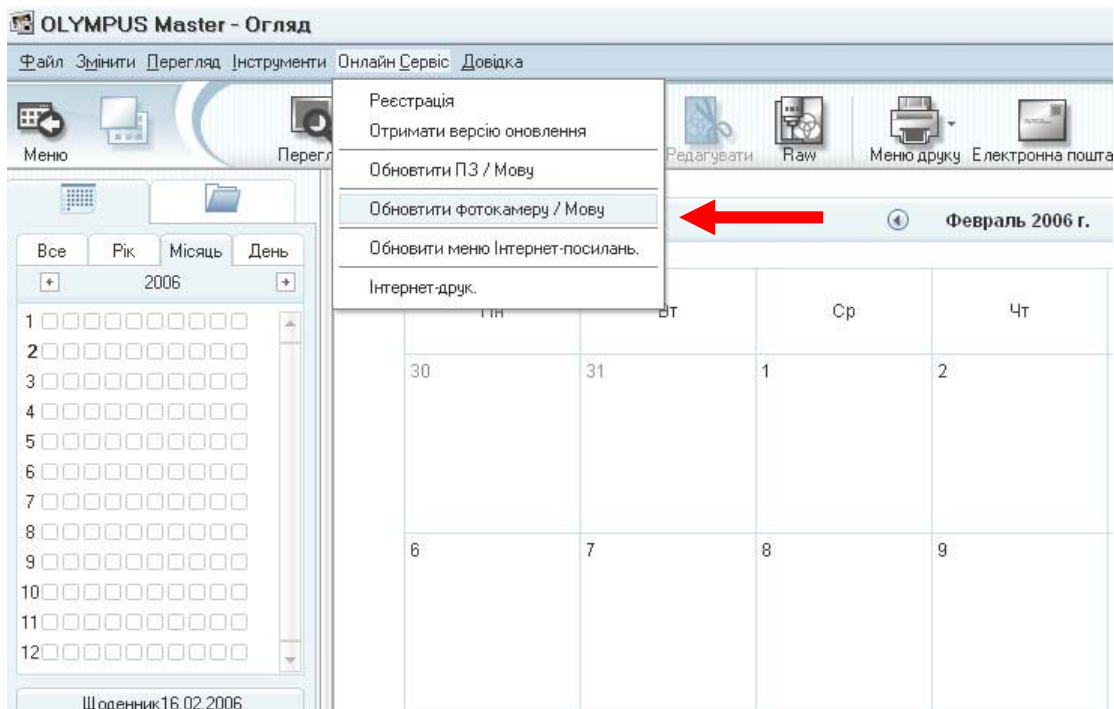 OLYMPUS Master - Огляд
Файл Змінити Перегляд Інструменти Онлайн Сервіс Довідка
Реєстрація
Отримати версію оновлення
Обновтити ПЗ / Мову
Обновтити фотокамеру / Мову
Обновити меню Інтернет-посилань.
Інтернет-друк.
Меню Редагувати Raw Меню друку Електронна пошта
Все Рік Місяць День
2006
Февраль 2006 г.
Ср Чт
1
2
3
4
5
6
7
8
9
10
11
12
30 31 1 2
6 7 8 9
Щоденник16.02.2006